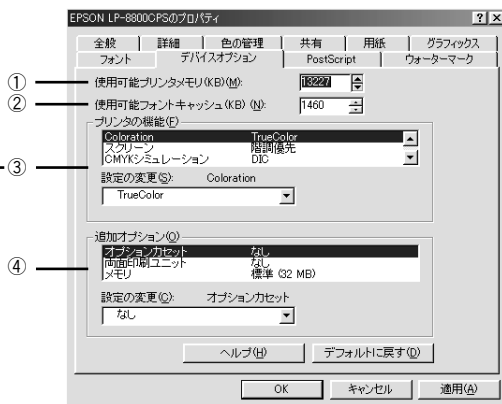 EPSON LP-8800CPSのプロパティ
全般 詳細 色の管理 共有 用紙 グラフィックス
フォント デバイスオプション PostScript ウォーターマーク
① 使用可能プリンタメモリ(KB)(M): 13227
② 使用可能フォントキャッシュ(KB) (N): 1460
プリンタの機能(F)
Coloration TrueColor
スクリーン 階調優先
CMYKシミュレーション DIC
③
設定の変更(S): Coloration
TrueColor
追加オプション(O)
オプションカセット なし
④ 両面印刷ユニット なし
メモリ 標準 (32 MB)
設定の変更(C): オプションカセット
なし
ヘルプ(H) デフォルトに戻す(D)
OK キャンセル 適用(A)